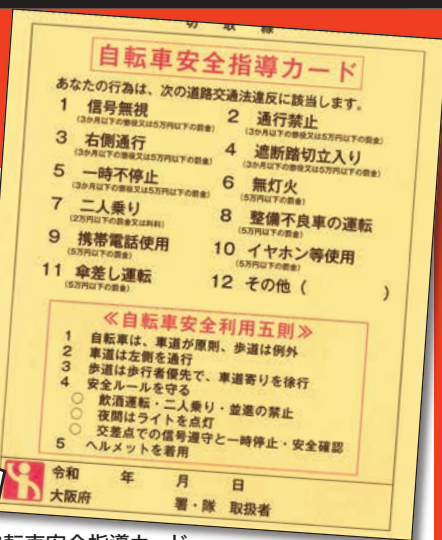 切 取 線
自転車安全指導カード
あなたの行為は、次の道路交通法違反に該当します。
1 信号無視 2 通行禁止
(3か月以下の懲役又は5万円以下の罰金) (3か月以下の懲役又は5万円以下の罰金)
3 右側通行 4 遮断踏切立入り
(3か月以下の懲役又は5万円以下の罰金) (3か月以下の懲役又は5万円以下の罰金)
5 一時不停止 6 無灯火
(3か月以下の懲役又は5万円以下の罰金) (5万円以下の罰金)
7 二人乗り 8 整備不良車の運転
(2万円以下の罰金又は科料) (5万円以下の罰金)
9 携帯電話使用 10 イヤホン等使用
(5万円以下の罰金) (5万円以下の罰金)
11 傘差し運転 12 その他( )
(5万円以下の罰金)
≪自転車安全利用五則≫
1 自転車は、車道が原則、歩道は例外
2 車道は左側を通行
3 歩道は歩行者優先で、車道寄りを徐行
4 安全ルールを守る
○ 飲酒運転・二人乗り・並進の禁止
○ 夜間はライトを点灯
○ 交差点での信号遵守と一時停止・安全確認
5 ヘルメットを着用
令和 年 月 日
大阪府 署・隊 取扱者
自転車安全指導カード